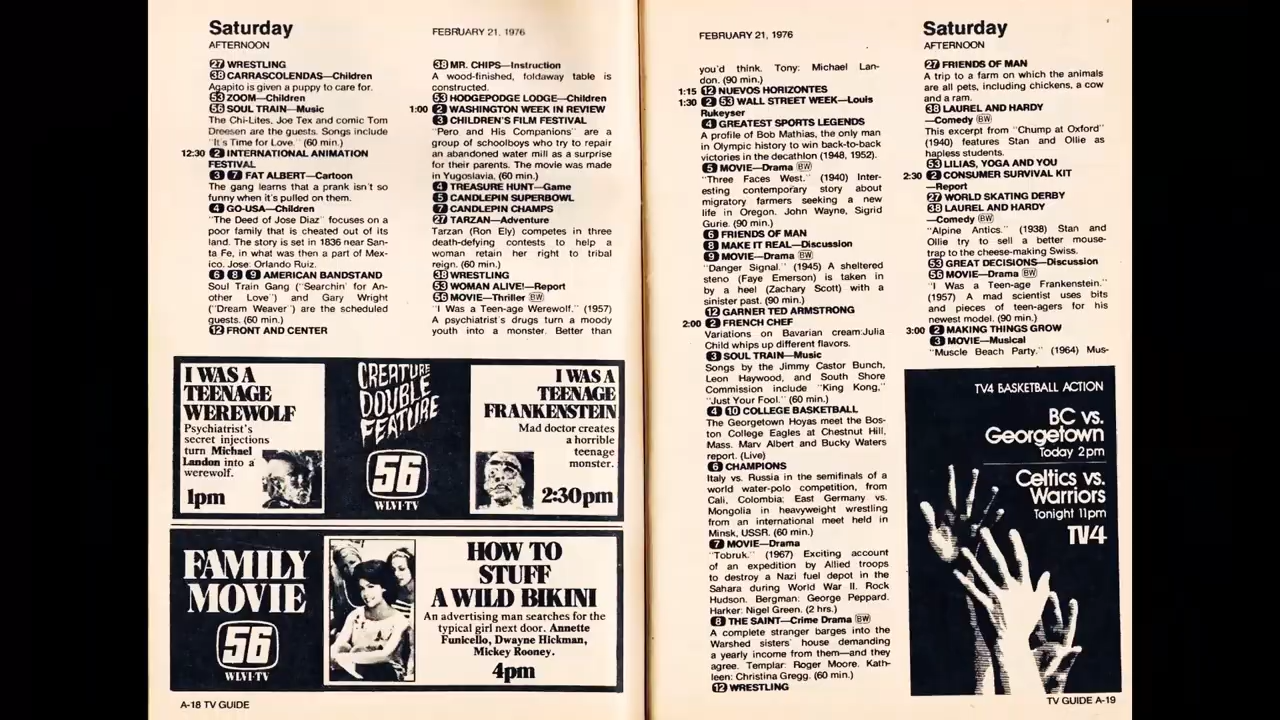 Saturday
AFTERNOON
27 WRESTLING
38 CARRASCOLENDAS—Children
Agapito is given a puppy to care for.
53 ZOOM—Children
56 SOUL TRAIN—Music
The Chi-Lites, Joe Tex and comic Tom
Dreesen are the guests. Songs include
"It's Time for Love." (60 min.)
12:30 2 INTERNATIONAL ANIMATION
FESTIVAL
3 7 FAT ALBERT—Cartoon
The gang learns that a prank isn't so
funny when it's pulled on them.
4 GO-USA—Children
"The Deed of Jose Diaz" focuses on a
poor family that is cheated out of its
land. The story is set in 1836 near San-
ta Fe, in what was then a part of Mex-
ico. Jose: Orlando Ruiz.
6 8 9 AMERICAN BANDSTAND
Soul Train Gang ("Searchin' for An-
other Love") and Gary Wright
("Dream Weaver") are the scheduled
guests. (60 min.)
12 FRONT AND CENTER
FEBRUARY 21, 1976
38 MR. CHIPS—Instruction
A wood-finished, foldaway table is
constructed.
53 HODGEPODGE LODGE—Children
1:00 2 WASHINGTON WEEK IN REVIEW
3 CHILDREN'S FILM FESTIVAL
"Pero and His Companions" are a
group of schoolboys who try to repair
an abandoned water mill as a surprise
for their parents. The movie was made
in Yugoslavia. (60 min.)
4 TREASURE HUNT—Game
5 CANDLEPIN SUPERBOWL
7 CANDLEPIN CHAMPS
27 TARZAN—Adventure
Tarzan (Ron Ely) competes in three
death-defying contests to help a
woman retain her right to tribal
reign. (60 min.)
38 WRESTLING
53 WOMAN ALIVE!—Report
56 MOVIE—Thriller BW
"I Was a Teen-age Werewolf." (1957)
A psychiatrist's drugs turn a moody
youth into a monster. Better than
I WAS A
TEENAGE
WEREWOLF
Psychiatrist's
secret injections
turn Michael
Landon into a
werewolf.
1pm
CREATURE
DOUBLE
FEATURE
56
WLVI-TV
I WAS A
TEENAGE
FRANKENSTEIN
Mad doctor creates
a horrible
teenage
monster.
2:30pm
FAMILY
MOVIE
56
WLVI-TV
HOW TO
STUFF
A WILD BIKINI
An advertising man searches for the
typical girl next door. Annette
Funicello, Dwayne Hickman,
Mickey Rooney.
4pm
A-18 TV GUIDE
FEBRUARY 21, 1976
you'd think. Tony: Michael Lan-
don. (90 min.)
1:15 12 NUEVOS HORIZONTES
1:30 2 53 WALL STREET WEEK—Louis
Rukeyser
4 GREATEST SPORTS LEGENDS
A profile of Bob Mathias, the only man
in Olympic history to win back-to-back
victories in the decathlon (1948, 1952).
5 MOVIE—Drama BW
"Three Faces West." (1940) Inter-
esting contemporary story about
migratory farmers seeking a new
life in Oregon. John Wayne, Sigrid
Gurie. (90 min.)
6 FRIENDS OF MAN
8 MAKE IT REAL—Discussion
9 MOVIE—Drama BW
"Danger Signal." (1945) A sheltered
steno (Faye Emerson) is taken in
by a heel (Zachary Scott) with a
sinister past. (90 min.)
12 GARNER TED ARMSTRONG
2:00 2 FRENCH CHEF
Variations on Bavarian cream:Julia
Child whips up different flavors.
3 SOUL TRAIN—Music
Songs by the Jimmy Castor Bunch,
Leon Haywood, and South Shore
Commission include "King Kong,"
"Just Your Fool." (60 min.)
4 10 COLLEGE BASKETBALL
The Georgetown Hoyas meet the Bos-
ton College Eagles at Chestnut Hill,
Mass. Marv Albert and Bucky Waters
report. (Live)
6 CHAMPIONS
Italy vs. Russia in the semifinals of a
world water-polo competition, from
Cali, Colombia; East Germany vs.
Mongolia in heavyweight wrestling
from an international meet held in
Minsk, USSR. (60 min.)
7 MOVIE—Drama
"Tobruk." (1967) Exciting account
of an expedition by Allied troops
to destroy a Nazi fuel depot in the
Sahara during World War II. Rock
Hudson. Bergman: George Peppard.
Harker: Nigel Green. (2 hrs.)
8 THE SAINT—Crime Drama BW
A complete stranger barges into the
Warshed sisters' house demanding
a yearly income from them—and they
agree. Templar: Roger Moore. Kath-
leen: Christina Gregg. (60 min.)
12 WRESTLING
Saturday
AFTERNOON
27 FRIENDS OF MAN
A trip to a farm on which the animals
are all pets, including chickens, a cow
and a ram.
38 LAUREL AND HARDY
—Comedy BW
This excerpt from "Chump at Oxford"
(1940) features Stan and Ollie as
hapless students.
53 LILIAS, YOGA AND YOU
2:30 2 CONSUMER SURVIVAL KIT
—Report
27 WORLD SKATING DERBY
38 LAUREL AND HARDY
—Comedy BW
"Alpine Antics." (1938) Stan and
Ollie try to sell a better mouse-
trap to the cheese-making Swiss.
53 GREAT DECISIONS—Discussion
56 MOVIE—Drama BW
"I Was a Teen-age Frankenstein."
(1957) A mad scientist uses bits
and pieces of teen-agers for his
newest model. (90 min.)
3:00 2 MAKING THINGS GROW
3 MOVIE—Musical
"Muscle Beach Party." (1964) Mus-
TV4 BASKETBALL ACTION
BC vs.
Georgetown
Today 2pm
Celtics vs.
Warriors
Tonight 11pm
TV4
TV GUIDE A-19